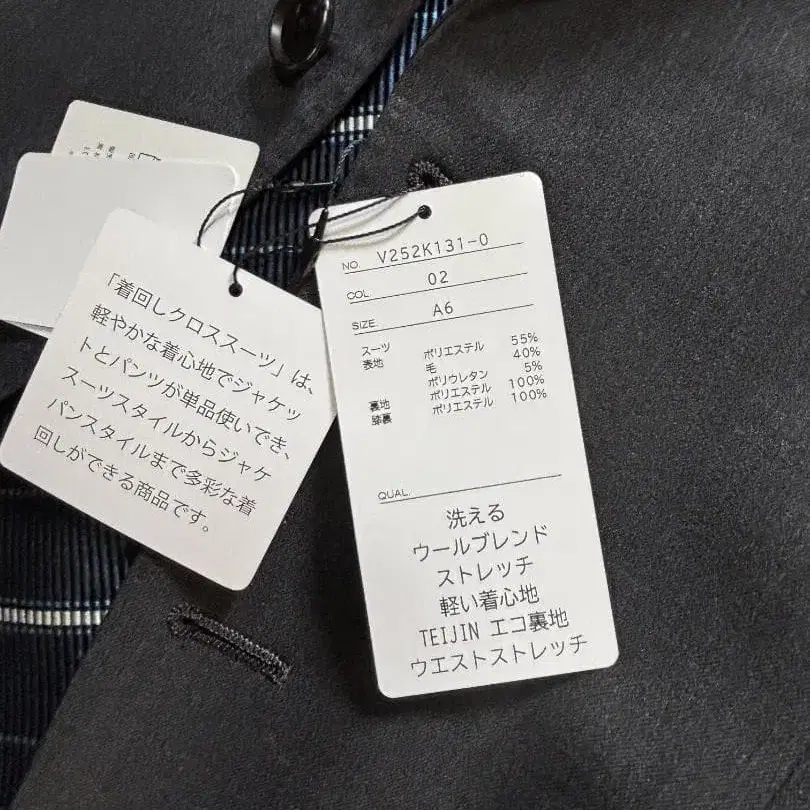 「着回しクロススーツ」は、
軽やかな着心地でジャケッ
トとパンツが単品使いでき、
スーツスタイルからジャケ
パンスタイルまで多彩な着
回しができる商品です。
NO. V252K131-0
COL. 02
SIZE. A6
スーツ
表地 ポリエステル 55%
毛 40%
ポリウレタン 5%
裏地 ポリエステル 100%
膝裏 ポリエステル 100%
QUAL.
洗える
ウールブレンド
ストレッチ
軽い着心地
TEIJIN エコ裏地
ウエストストレッチ